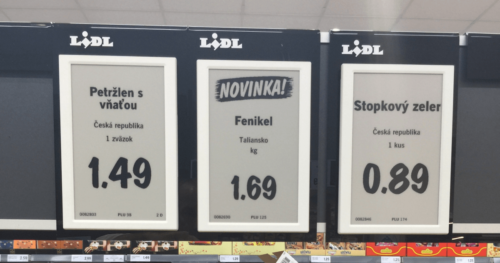 LIDL
Petržlen s
vňaťou
Česká republika
1 zväzok
1.49
LIDL
NOVINKA!
Fenikel
Taliansko
kg
1.69
LIDL
Stopkový zeler
Česká republika
1 kus
0.89